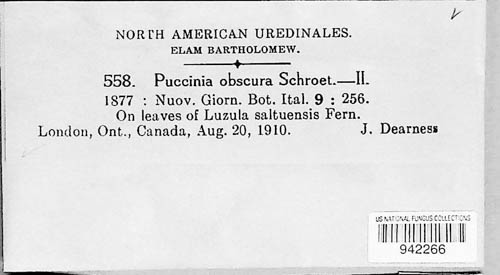 NORTH AMERICAN UREDINALES.
ELAM BARTHOLOMEW.
558. Puccinia obscura Schroet.—II.
1877 : Nuov. Giorn. Bot. Ital. 9 : 256.
On leaves of Luzula saltuensis Fern.
London, Ont., Canada, Aug. 20, 1910. J. Dearness
US NATIONAL FUNGUS COLLECTIONS
942266